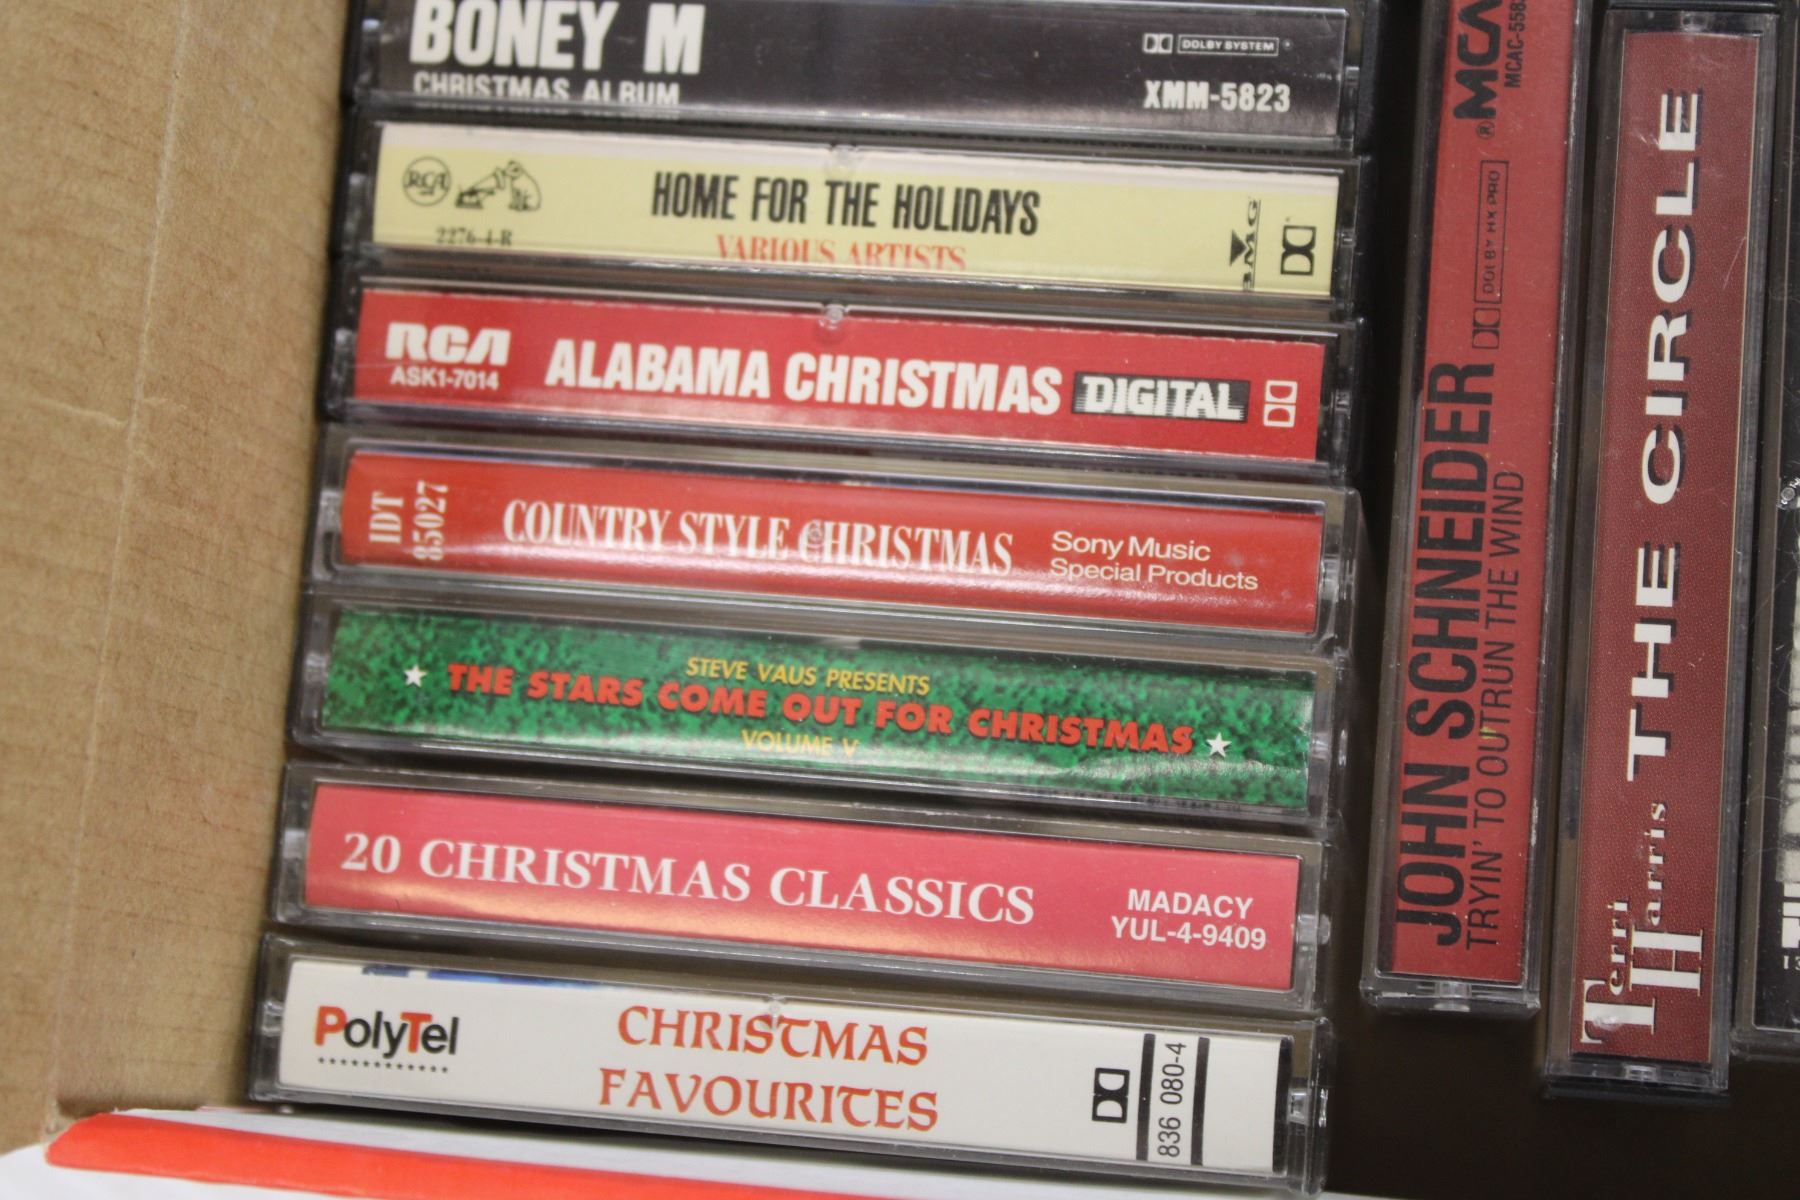 BONEY M
CHRISTMAS ALBUM
DOLBY SYSTEM
XMM-5823
RCA
2276-4-R
HOME FOR THE HOLIDAYS
VARIOUS ARTISTS
BMG
RCA
ASK1-7014
ALABAMA CHRISTMAS
DIGITAL
IDT
85027
COUNTRY STYLE CHRISTMAS
Sony Music
Special Products
STEVE VAUS PRESENTS
THE STARS COME OUT FOR CHRISTMAS
VOLUME V
20 CHRISTMAS CLASSICS
MADACY
YUL-4-9409
PolyTel
CHRISTMAS
FAVOURITES
836 080-4
JOHN SCHNEIDER
TRYIN' TO OUTRUN THE WIND
DOLBY HX PRO
MCA
Terri
Harris
THE CIRCLE